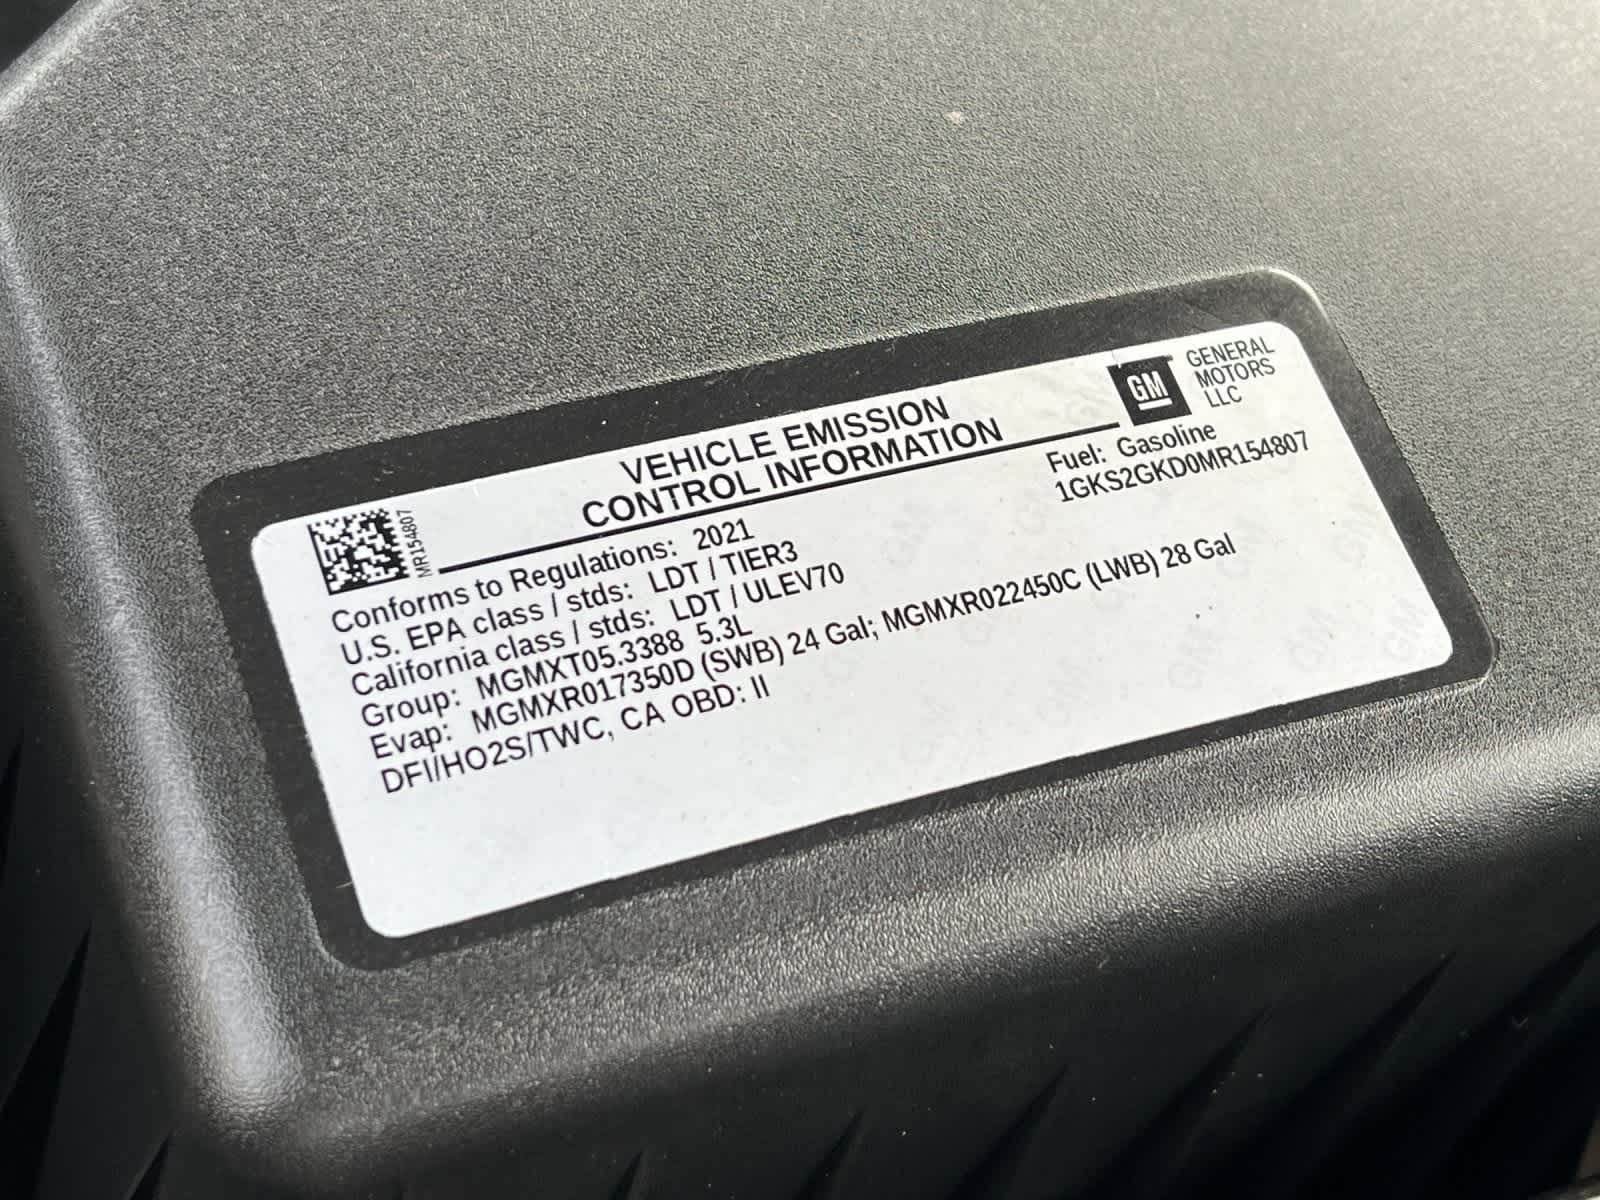 VEHICLE EMISSION
CONTROL INFORMATION
GM
GENERAL
MOTORS
LLC
Fuel: Gasoline
1GKS2GKD0MR154807
MR154807
Conforms to Regulations: 2021
U.S. EPA class / stds: LDT / TIER3
California class / stds: LDT / ULEV70
Group: MGMXT05.3388 5.3L
Evap: MGMXR017350D (SWB) 24 Gal; MGMXR022450C (LWB) 28 Gal
DFI/HO2S/TWC, CA OBD: II